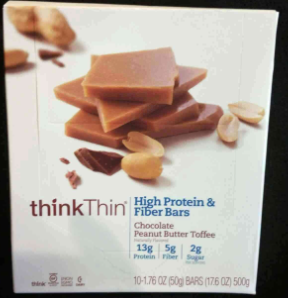 thinkThin
High Protein &
Fiber Bars
Chocolate
Peanut Butter Toffee
13g 5g 2g
Protein Fiber Sugar
10-1.76 OZ (50g) BARS (17.6 OZ) 500g